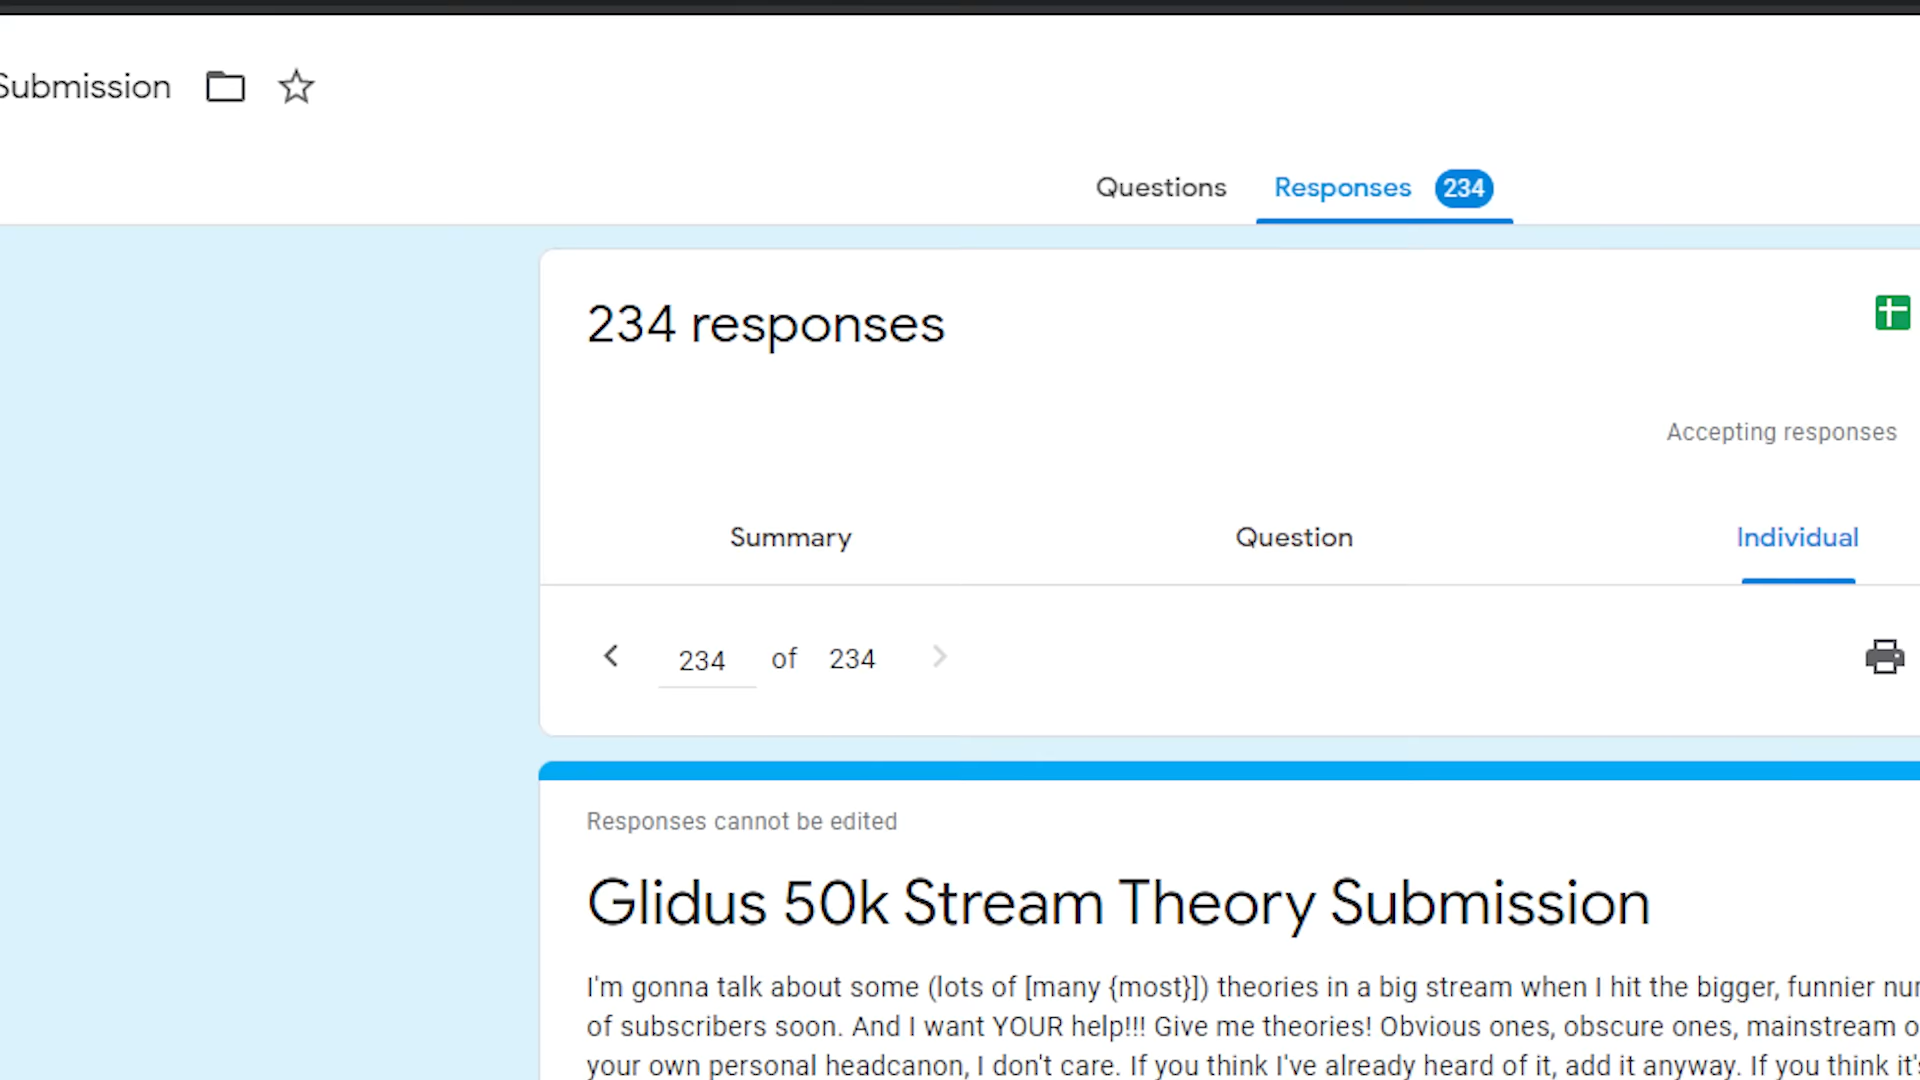 Submission
Questions Responses 234
234 responses
Accepting responses
Summary Question Individual
234 of 234
Responses cannot be edited
Glidus 50k Stream Theory Submission
I'm gonna talk about some (lots of [many {most}]) theories in a big stream when I hit the bigger, funnier
of subscribers soon. And I want YOUR help!!! Give me theories! Obvious ones, obscure ones, mainstream
your own personal headcanon, I don't care. If you think I've already heard of it, add it anyway. If you think it's